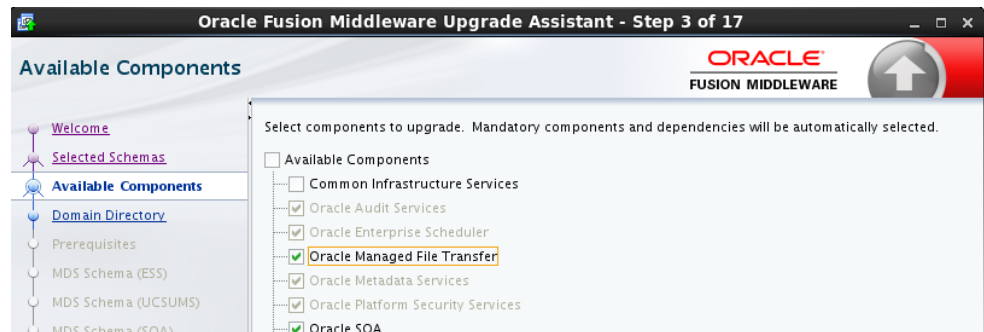 Oracle Fusion Middleware Upgrade Assistant - Step 3 of 17
Available Components
ORACLE
FUSION MIDDLEWARE
Welcome
Selected Schemas
Available Components
Domain Directory
Prerequisites
MDS Schema (ESS)
MDS Schema (UCSUMS)
MDS Schema (SOA)
Select components to upgrade. Mandatory components and dependencies will be automatically selected.
Available Components
Common Infrastructure Services
Oracle Audit Services
Oracle Enterprise Scheduler
Oracle Managed File Transfer
Oracle Metadata Services
Oracle Platform Security Services
Oracle SOA